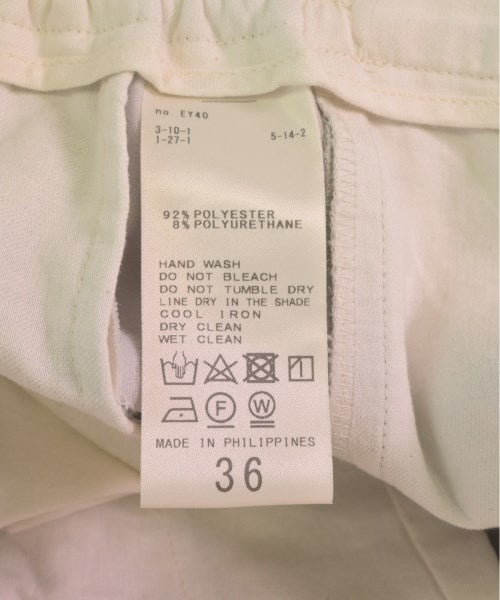 no. EY40
3-10-1
1-27-1 5-14-2
92% POLYESTER
8% POLYURETHANE
HAND WASH
DO NOT BLEACH
DO NOT TUMBLE DRY
LINE DRY IN THE SHADE
COOL IRON
DRY CLEAN
WET CLEAN
F W
MADE IN PHILIPPINES
36